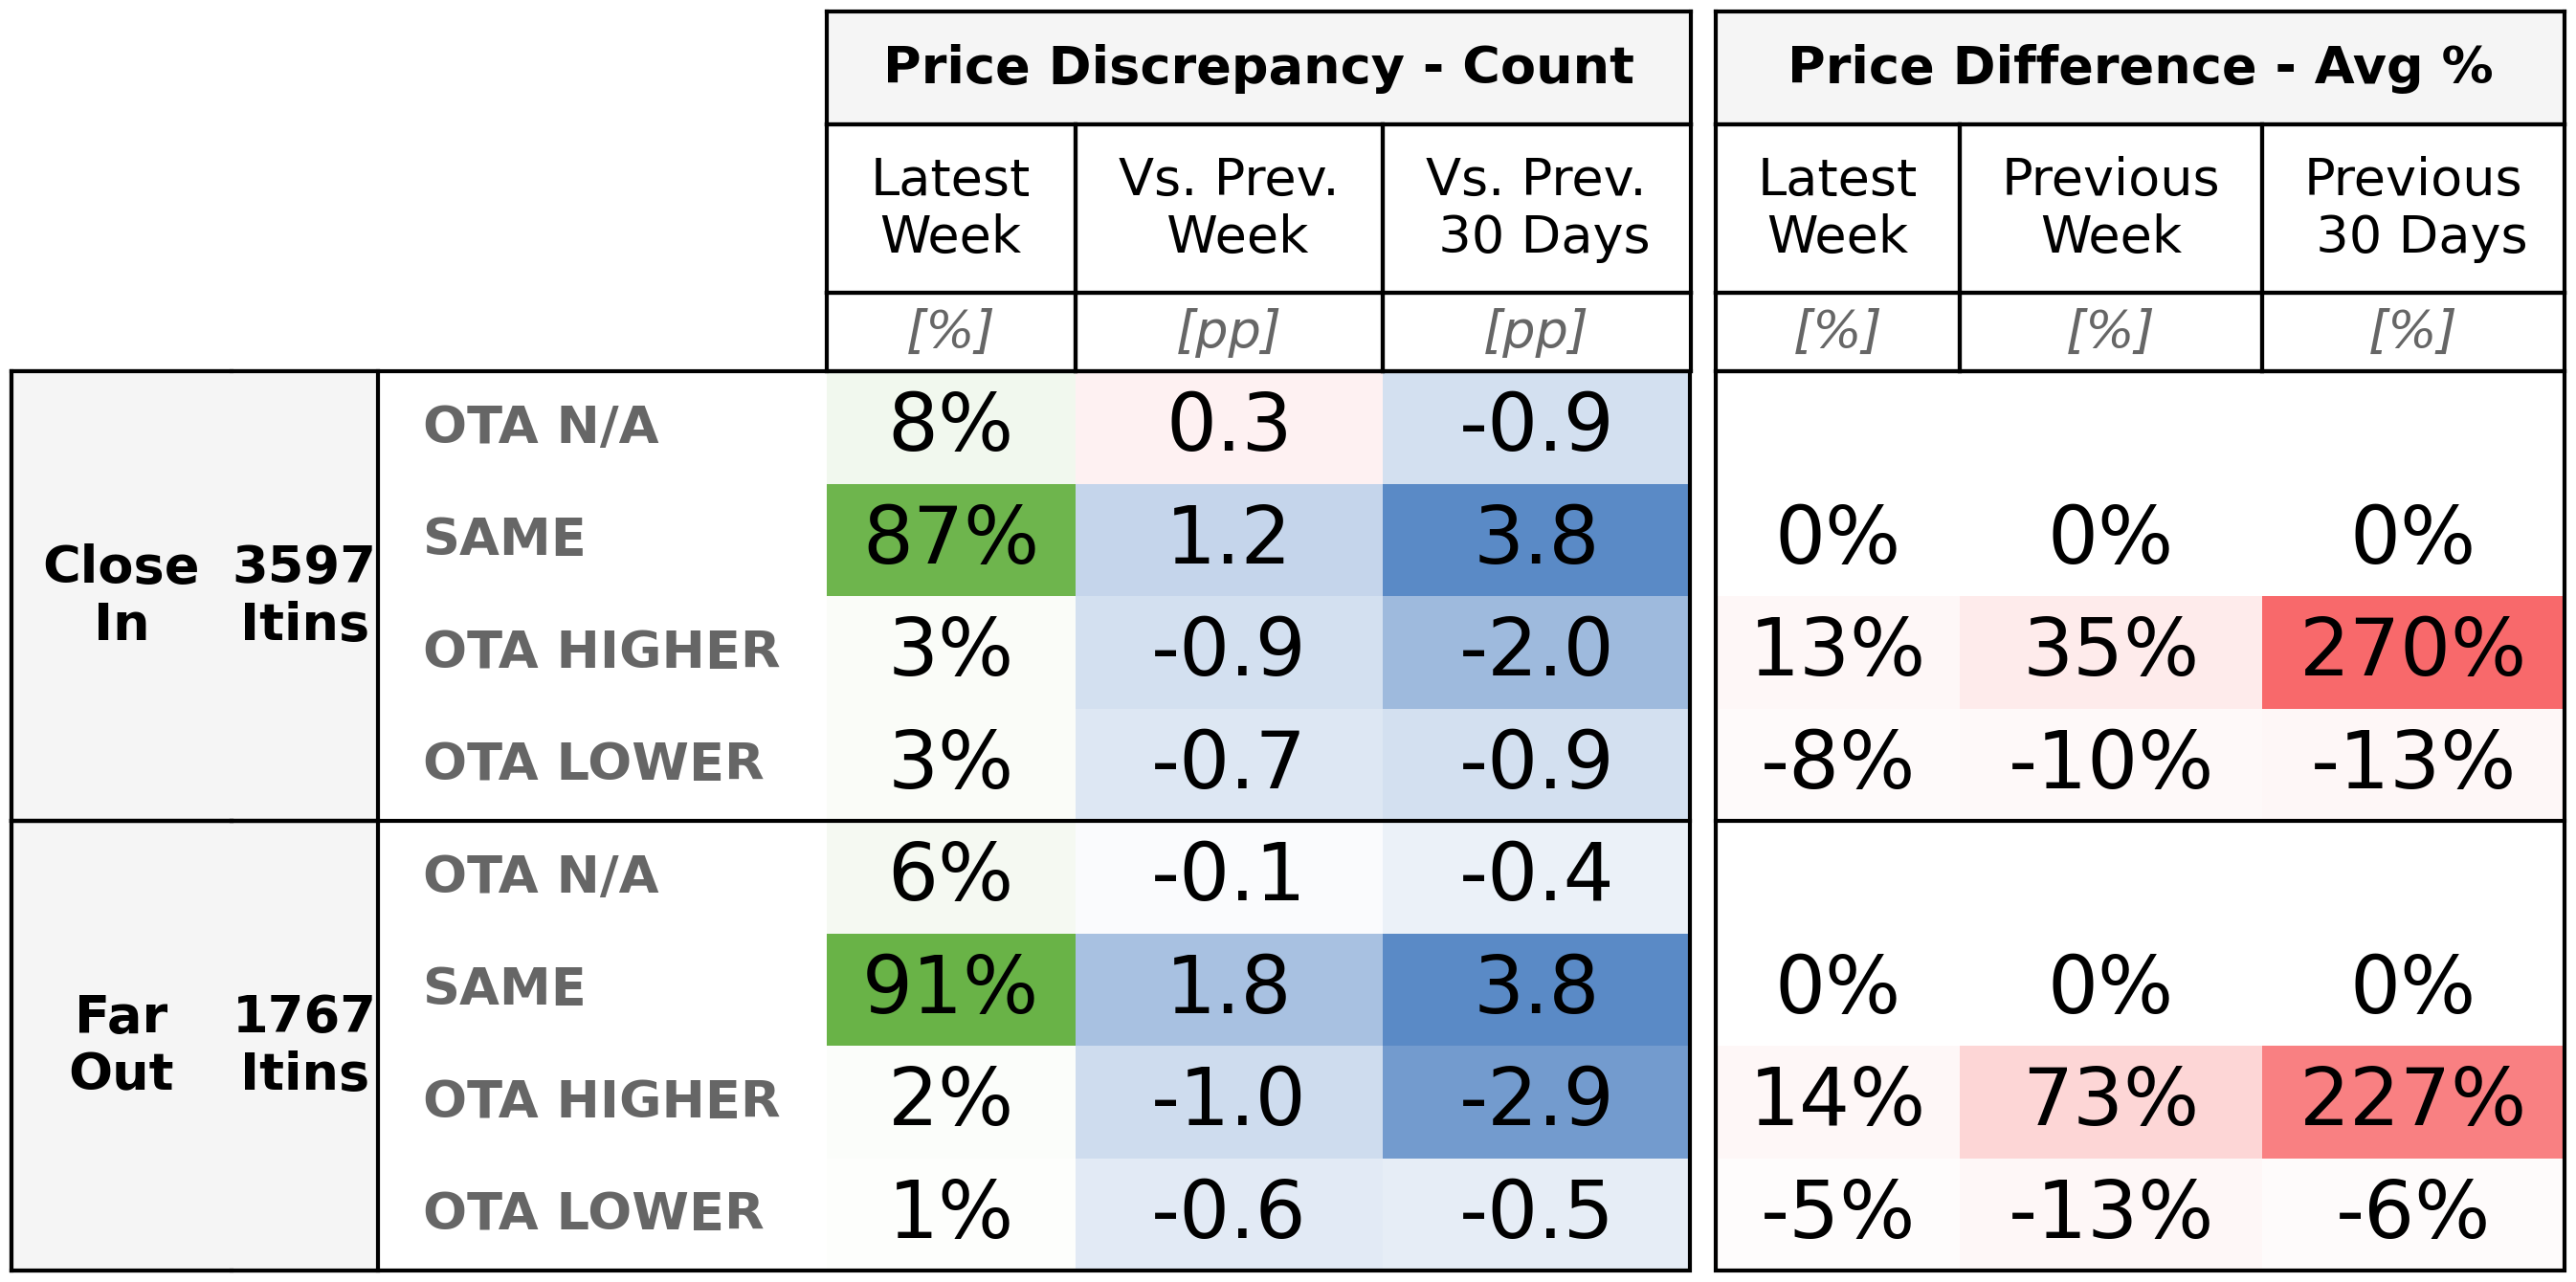 Price Discrepancy - Count Price Difference - Avg %
Latest Week Vs. Prev. Week Vs. Prev. 30 Days Latest Week Previous Week Previous 30 Days
[%] [pp] [pp] [%] [%] [%]
Close In 3597 Itins
OTA N/A 8% 0.3 -0.9
SAME 87% 1.2 3.8 0% 0% 0%
OTA HIGHER 3% -0.9 -2.0 13% 35% 270%
OTA LOWER 3% -0.7 -0.9 -8% -10% -13%
Far Out 1767 Itins
OTA N/A 6% -0.1 -0.4
SAME 91% 1.8 3.8 0% 0% 0%
OTA HIGHER 2% -1.0 -2.9 14% 73% 227%
OTA LOWER 1% -0.6 -0.5 -5% -13% -6%